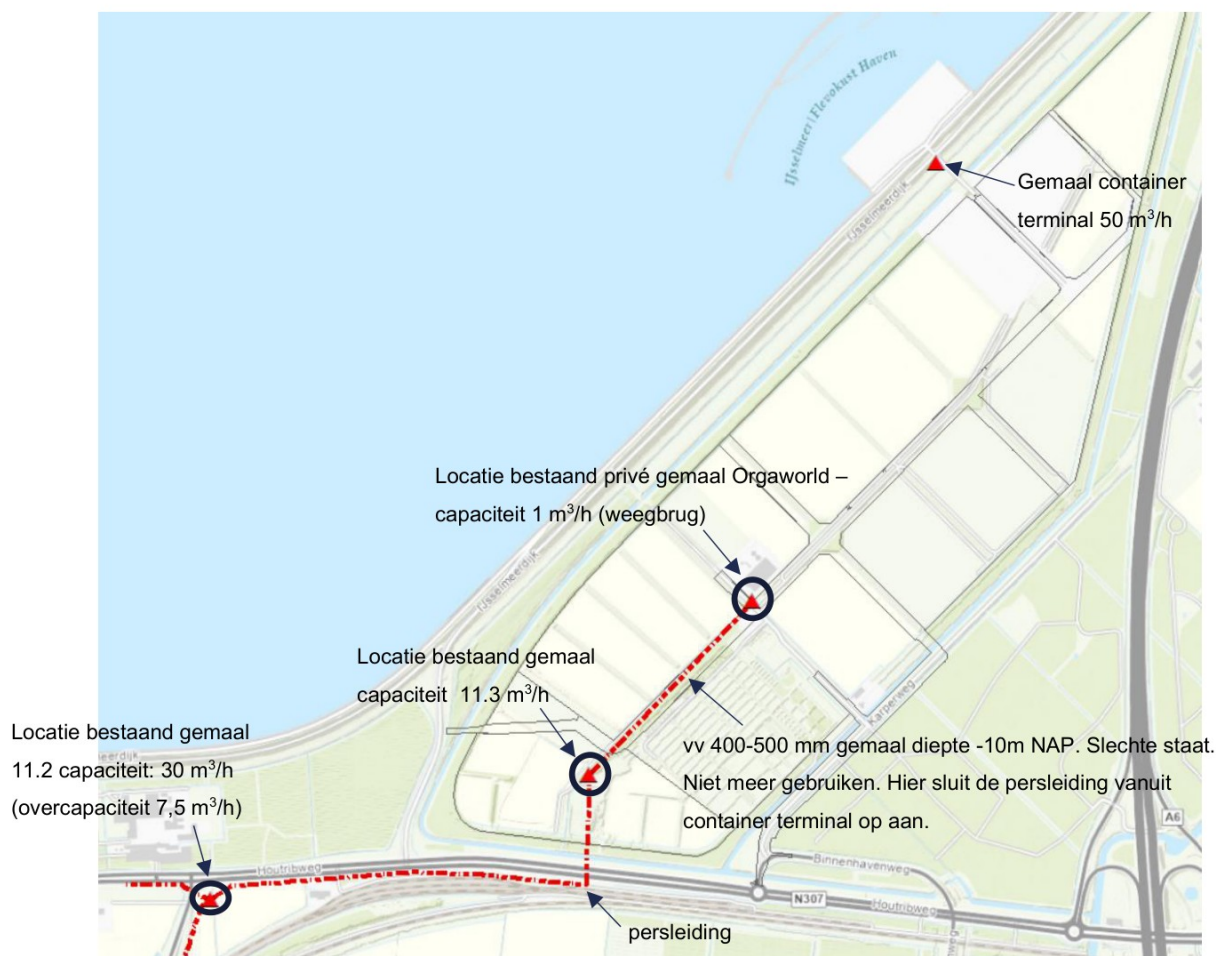 IJsselmeer|Flevokust Haven
IJsselmeerdijk
Gemaal container
terminal 50 m³/h
Locatie bestaand privé gemaal Orgaworld –
capaciteit 1 m³/h (weegbrug)
IJsselmeerdijk
Locatie bestaand gemaal
capaciteit 11.3 m³/h
Karperweg
Locatie bestaand gemaal
11.2 capaciteit: 30 m³/h
(overcapaciteit 7,5 m³/h)
meerdijk
vv 400-500 mm gemaal diepte -10m NAP. Slechte staat.
Niet meer gebruiken. Hier sluit de persleiding vanuit
container terminal op aan.
A6
Houtribweg
Binnenhavenweg
N307
Houtribweg
persleiding
weg